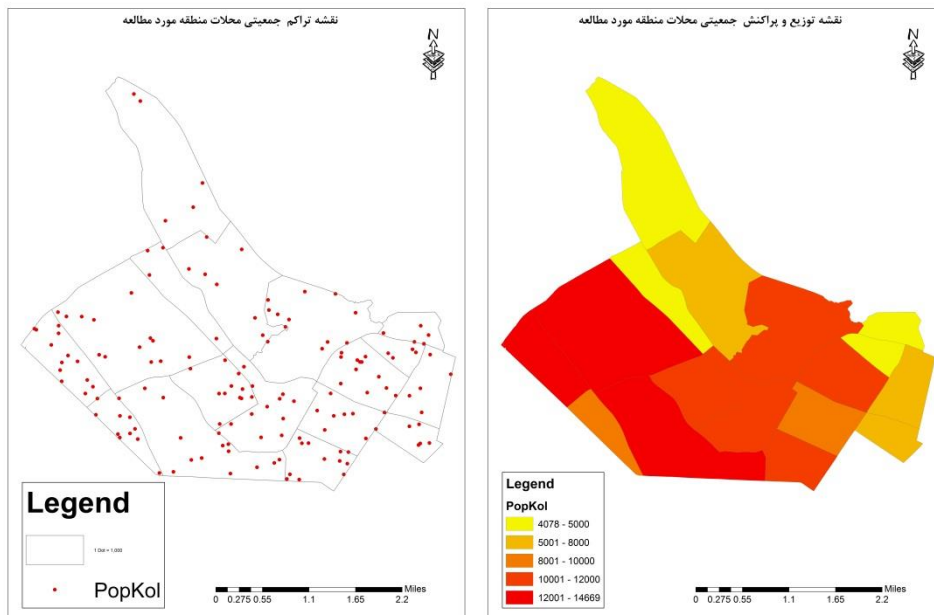 نقشه تراکم جمعیتی محلات منطقه مورد مطالعه
N
Legend
1 Dot = 1,000
PopKol
Miles
0 0.275 0.55 1.1 1.65 2.2
نقشه توزیع و پراکنش جمعیتی محلات منطقه مورد مطالعه
N
Legend
PopKol
4078 - 5000
5001 - 8000
8001 - 10000
10001 - 12000
12001 - 14669
Miles
0 0.275 0.55 1.1 1.65 2.2